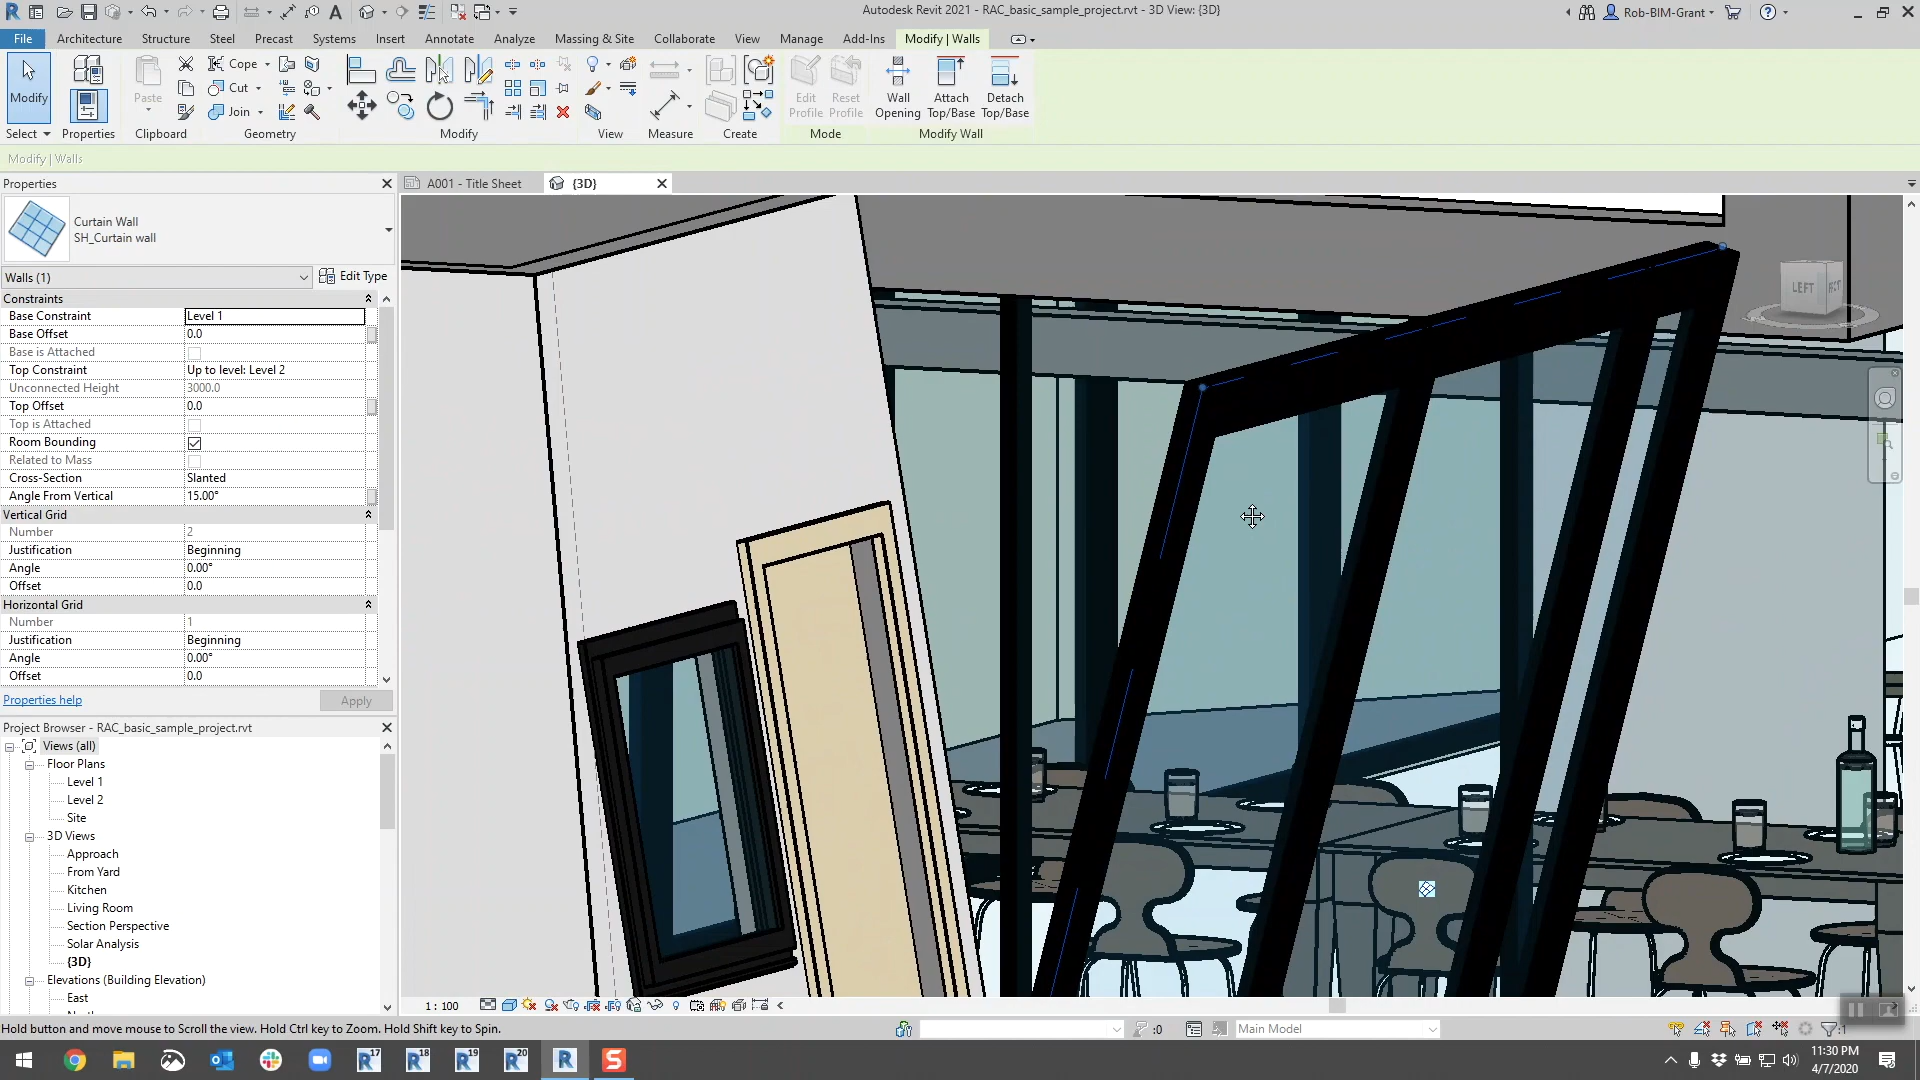 Autodesk Revit 2021 - RAC_basic_sample_project.rvt - 3D View: {3D}
Rob-BIM-Grant
File Architecture Structure Steel Precast Systems Insert Annotate Analyze Massing & Site Collaborate View Manage Add-Ins Modify | Walls
Modify
Paste
Cope
Cut
Join
Edit Profile
Reset Profile
Wall Opening
Attach Top/Base
Detach Top/Base
Select Properties Clipboard Geometry Modify View Measure Create Mode Modify Wall
Modify | Walls
Properties
A001 - Title Sheet
{3D}
Curtain Wall
SH_Curtain wall
Walls (1)
Edit Type
Constraints
Base Constraint Level 1
Base Offset 0.0
Base is Attached
Top Constraint Up to level: Level 2
Unconnected Height 3000.0
Top Offset 0.0
Top is Attached
Room Bounding
Related to Mass
Cross-Section Slanted
Angle From Vertical 15.00°
Vertical Grid
Number 2
Justification Beginning
Angle 0.00°
Offset 0.0
Horizontal Grid
Number 1
Justification Beginning
Angle 0.00°
Offset 0.0
Properties help
Apply
LEFT
Project Browser - RAC_basic_sample_project.rvt
Views (all)
Floor Plans
Level 1
Level 2
Site
3D Views
Approach
From Yard
Kitchen
Living Room
Section Perspective
Solar Analysis
{3D}
Elevations (Building Elevation)
East
1 : 100
Hold button and move mouse to Scroll the view. Hold Ctrl key to Zoom. Hold Shift key to Spin.
:0
Main Model
:1
R17
R18
R19
R20
11:30 PM
4/7/2020